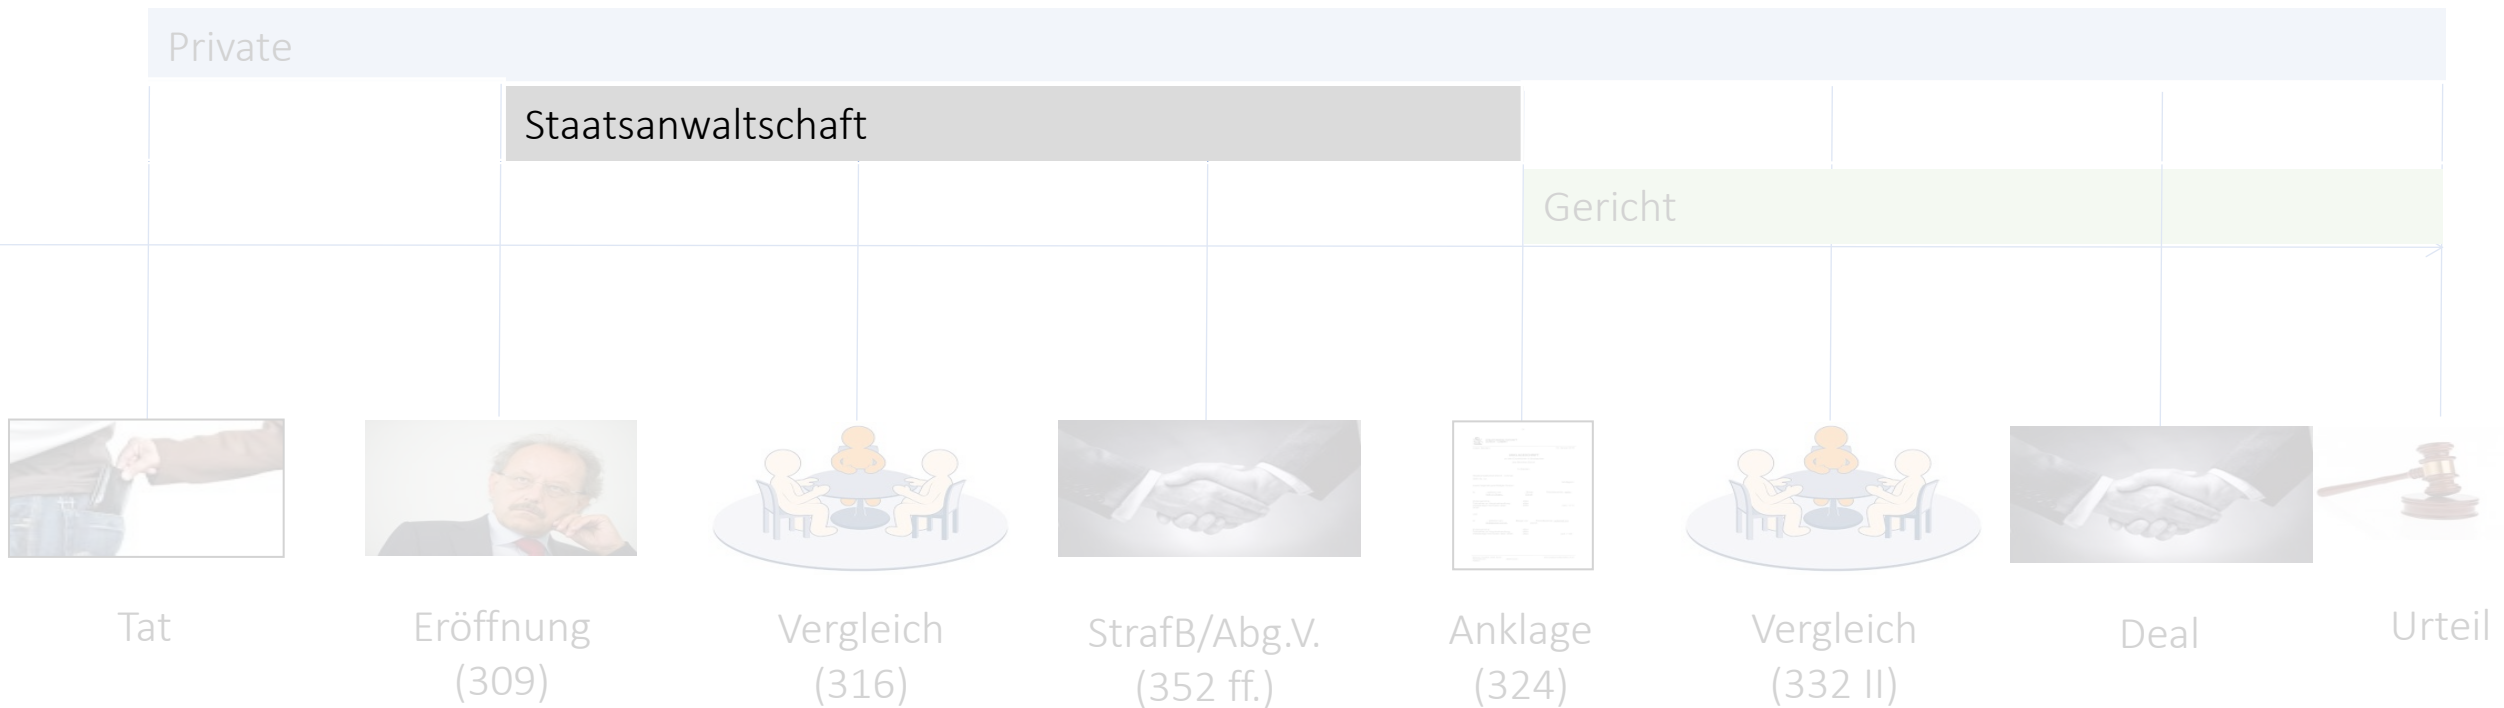 Private
Staatsanwaltschaft
Gericht
Tat
Eröffnung
(309)
Vergleich
(316)
StrafB/Abg.V.
(352 ff.)
Anklage
(324)
Vergleich
(332 II)
Deal
Urteil